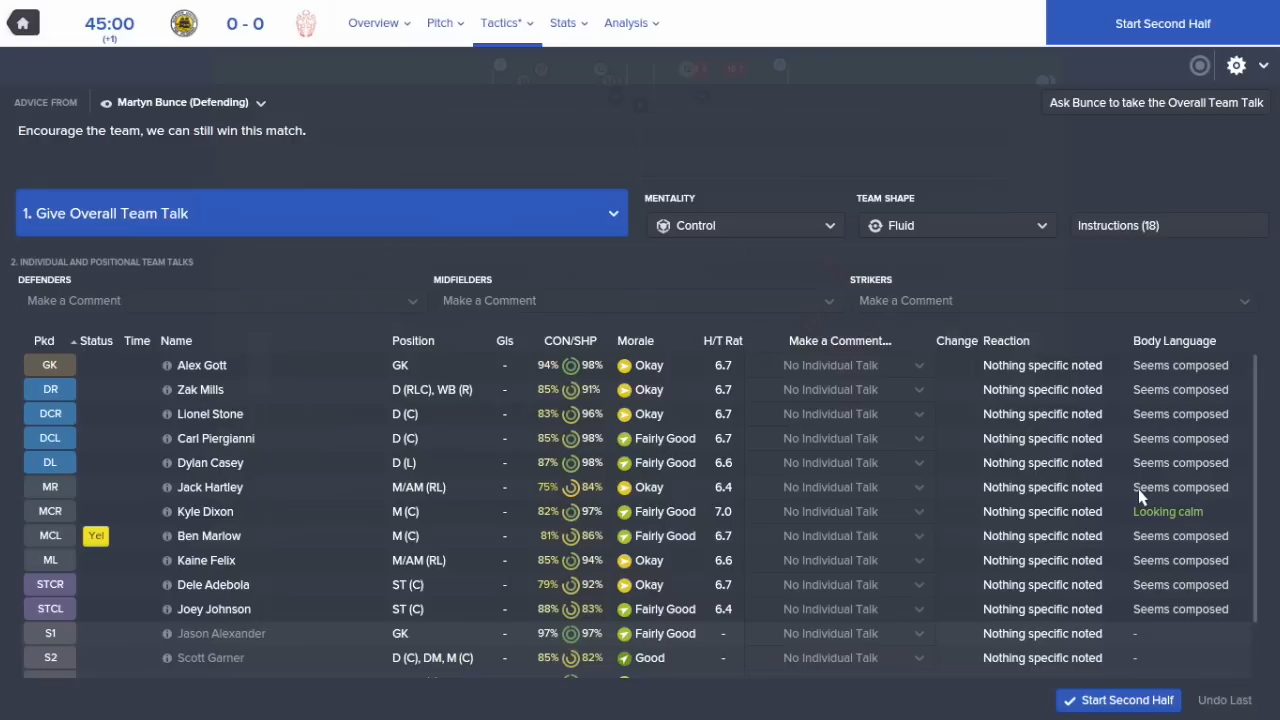 45:00 0 - 0 Overview Pitch Tactics* Stats Analysis Start Second Half
(+1)
ADVICE FROM Martyn Bunce (Defending) Ask Bunce to take the Overall Team Talk
Encourage the team, we can still win this match.
MENTALITY TEAM SHAPE
1. Give Overall Team Talk Control Fluid Instructions (18)
2. INDIVIDUAL AND POSITIONAL TEAM TALKS
DEFENDERS MIDFIELDERS STRIKERS
Make a Comment Make a Comment Make a Comment
Pkd Status Time Name Position Gls CON/SHP Morale H/T Rat Make a Comment... Change Reaction Body Language
GK Alex Gott GK - 94% 98% Okay 6.7 No Individual Talk Nothing specific noted Seems composed
DR Zak Mills D (RLC), WB (R) - 85% 91% Okay 6.7 No Individual Talk Nothing specific noted Seems composed
DCR Lionel Stone D (C) - 83% 96% Okay 6.7 No Individual Talk Nothing specific noted Seems composed
DCL Carl Piergianni D (C) - 85% 98% Fairly Good 6.7 No Individual Talk Nothing specific noted Seems composed
DL Dylan Casey D (L) - 87% 98% Fairly Good 6.6 No Individual Talk Nothing specific noted Seems composed
MR Jack Hartley M/AM (RL) - 75% 84% Okay 6.4 No Individual Talk Nothing specific noted Seems composed
MCR Kyle Dixon M (C) - 82% 97% Fairly Good 7.0 No Individual Talk Nothing specific noted Looking calm
MCL Yel Ben Marlow M (C) - 81% 86% Fairly Good 6.7 No Individual Talk Nothing specific noted Seems composed
ML Kaine Felix M/AM (RL) - 85% 94% Okay 6.6 No Individual Talk Nothing specific noted Seems composed
STCR Dele Adebola ST (C) - 79% 92% Okay 6.7 No Individual Talk Nothing specific noted Seems composed
STCL Joey Johnson ST (C) - 88% 83% Fairly Good 6.4 No Individual Talk Nothing specific noted Seems composed
S1 Jason Alexander GK - 97% 97% Fairly Good - No Individual Talk Nothing specific noted -
S2 Scott Garner D (C), DM, M (C) - 85% 82% Good - No Individual Talk Nothing specific noted -
Start Second Half Undo Last